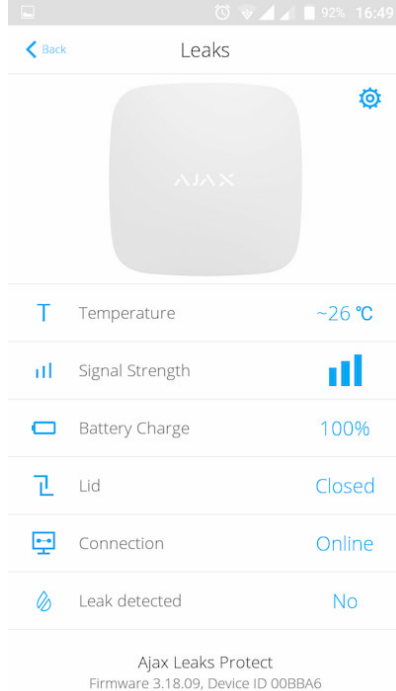 92% 16:49
Back Leaks
AJAX
T Temperature ~26 °C
Signal Strength
Battery Charge 100%
Lid Closed
Connection Online
Leak detected No
Ajax Leaks Protect
Firmware 3.18.09, Device ID 00BBA6